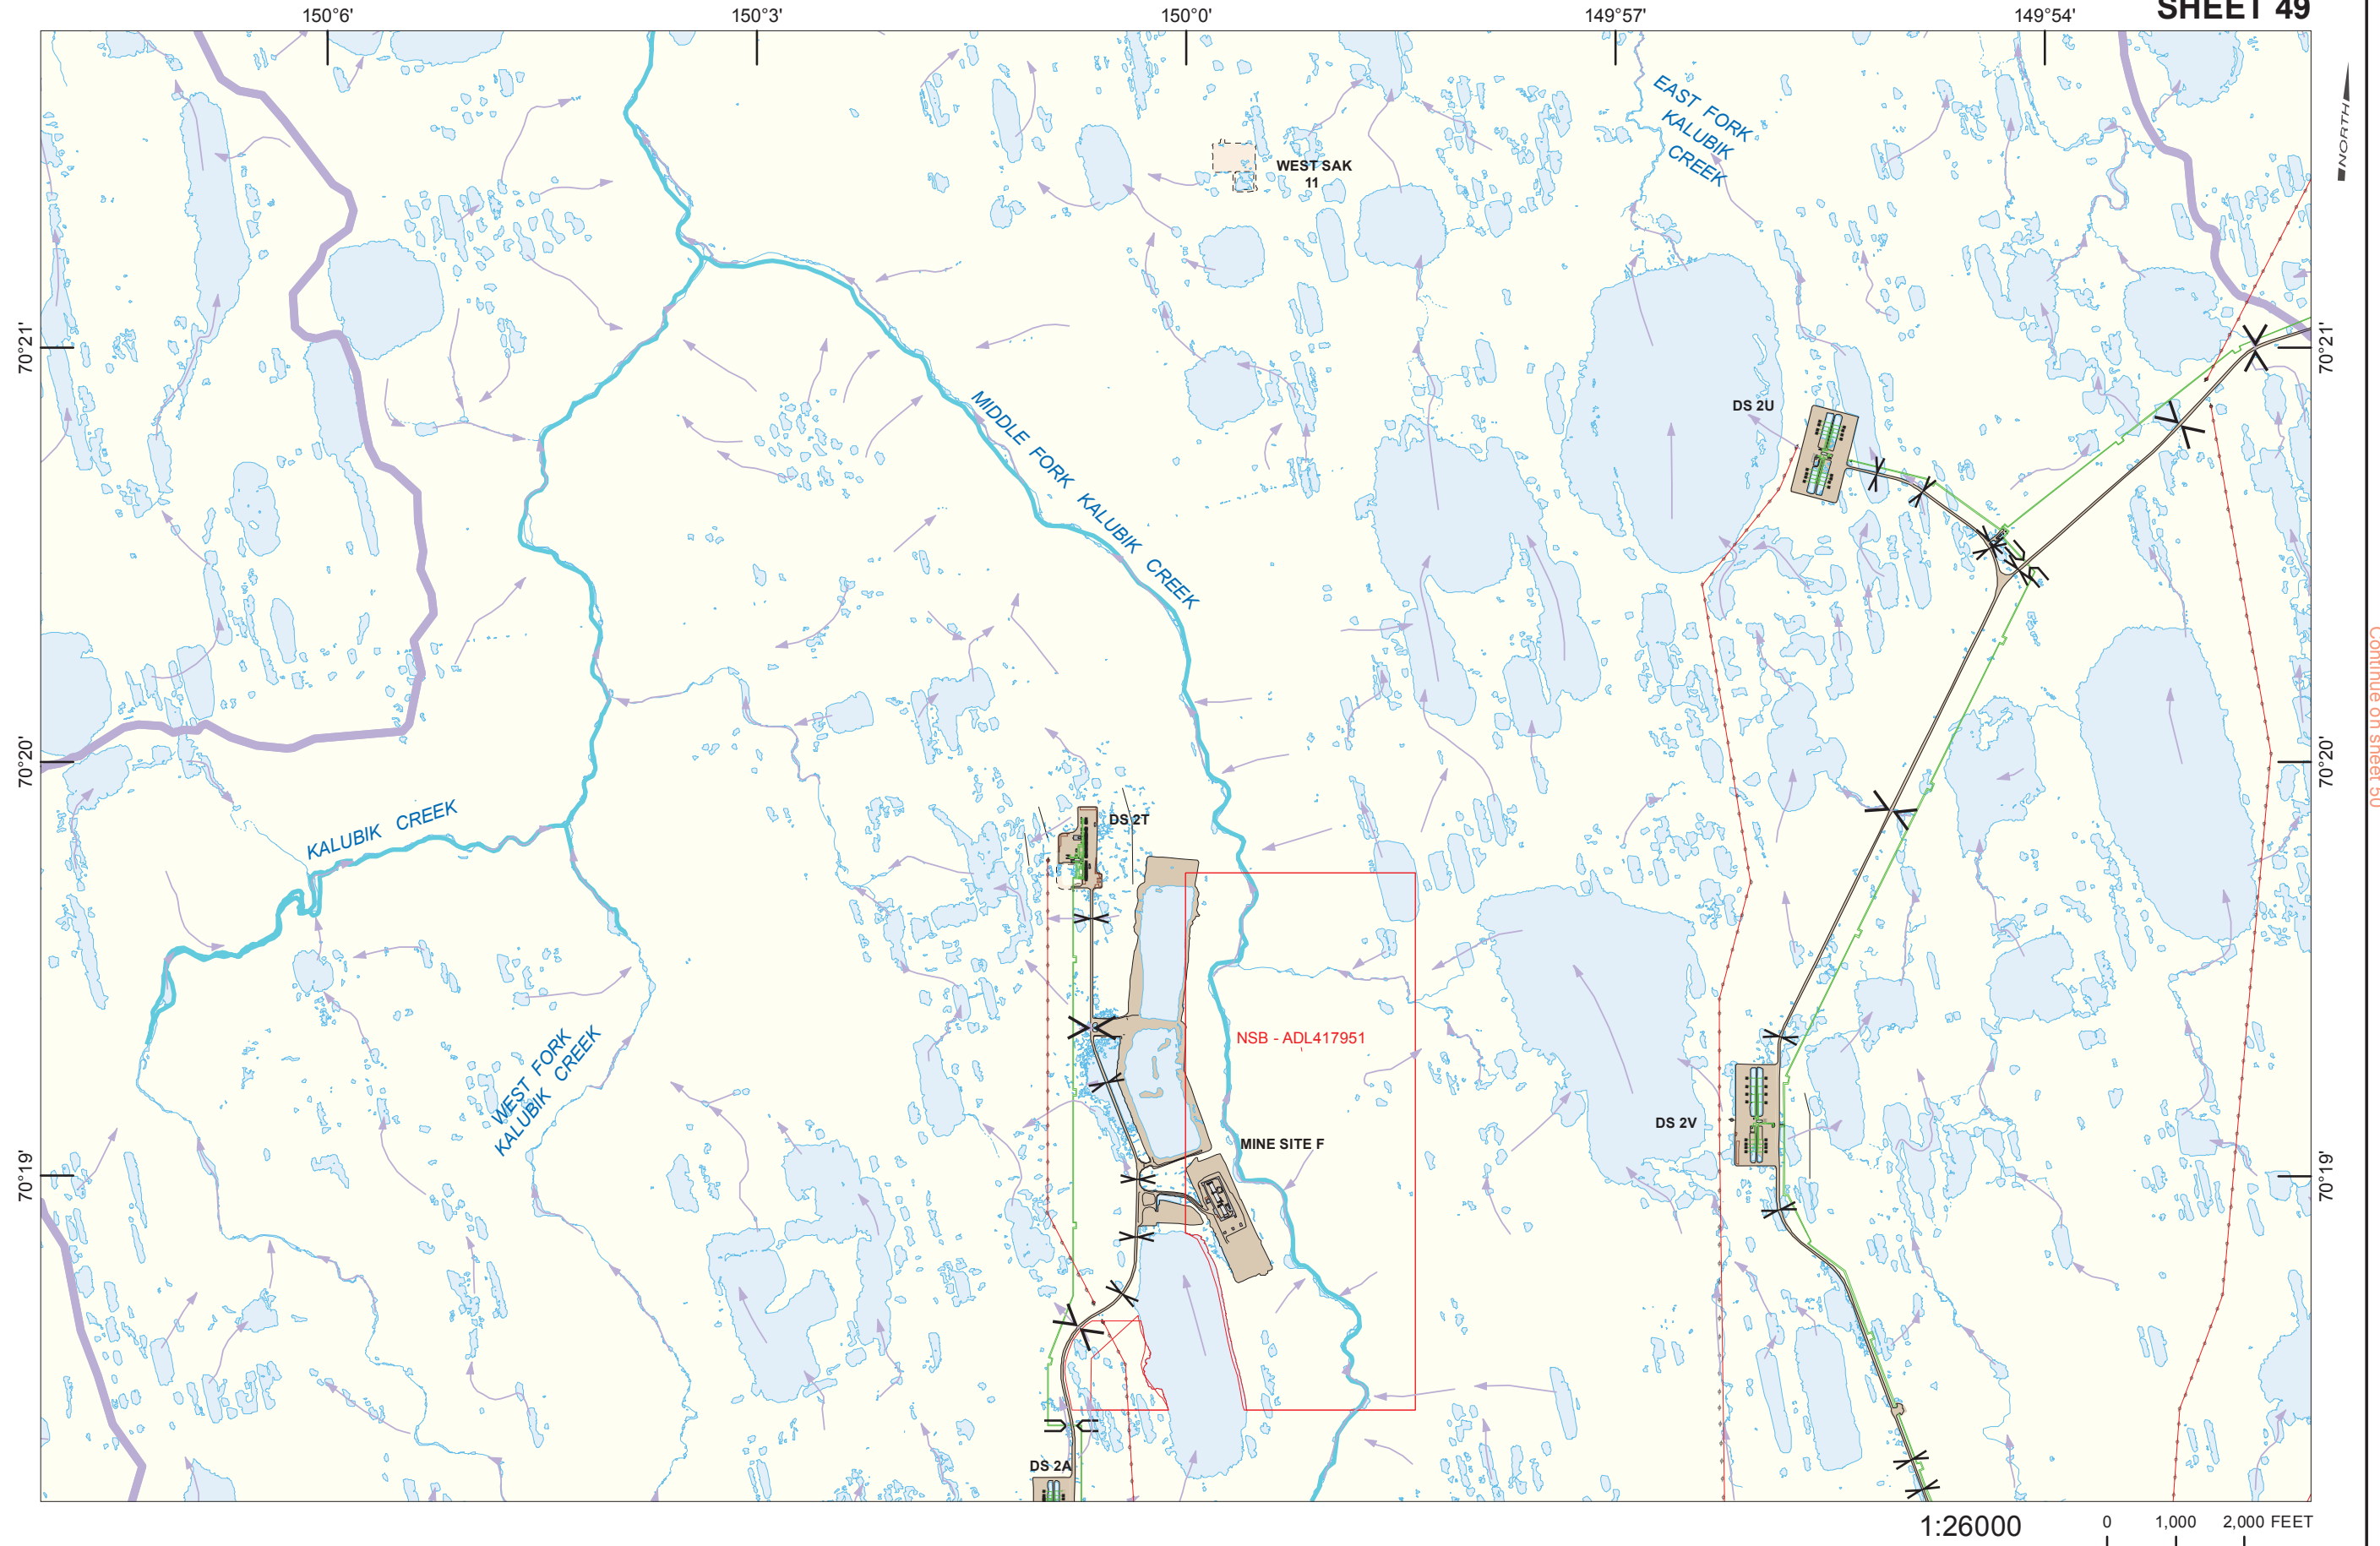 SHEET 49
150°6'
150°3'
150°0'
149°57'
149°54'
NORTH
EAST FORK
KALUBIK
CREEK
WEST SAK
11
70°21'
70°21'
MIDDLE FORK KALUBIK CREEK
DS 2U
Continue on sheet 50
70°20'
70°20'
KALUBIK CREEK
DS 2T
WEST FORK
KALUBIK CREEK
NSB - ADL417951
MINE SITE F
DS 2V
70°19'
70°19'
DS 2A
1:26000
0 1,000 2,000 FEET